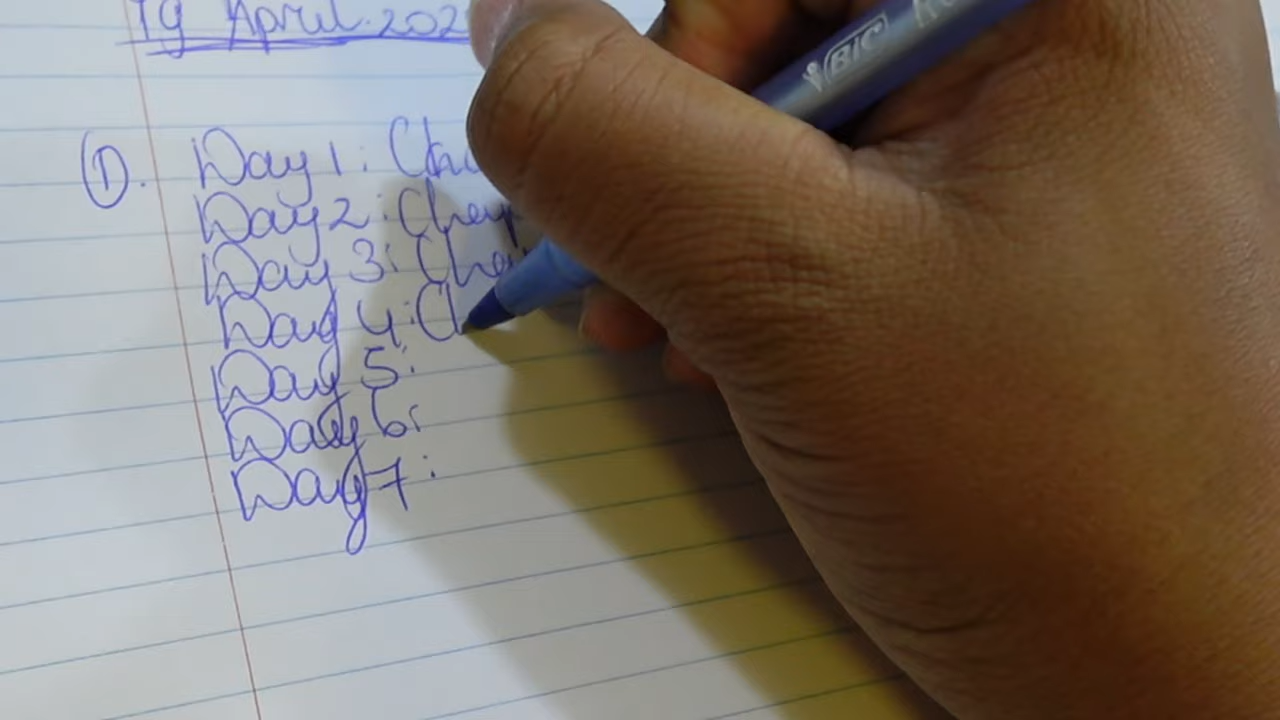 19 April 202
①. Day 1: Cha
Day 2: Chap
Day 3: Cha
Day 4: Ch
Day 5:
Day 6:
Day 7:
BIC